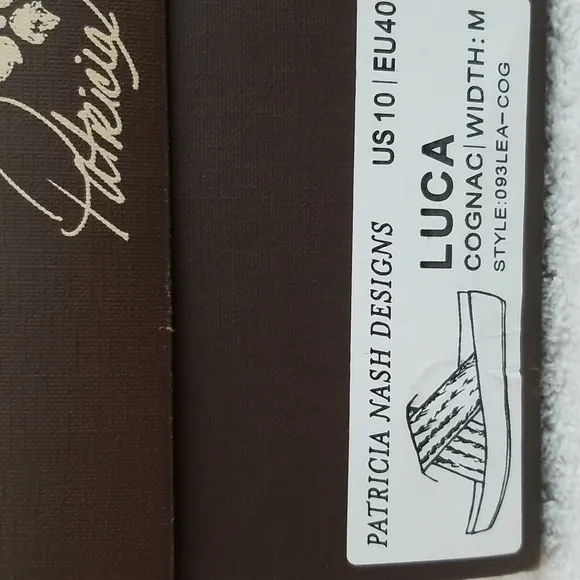 Patricia
PATRICIA NASH DESIGNS US 10 | EU40
LUCA
COGNAC | WIDTH: M
STYLE:093LEA-COG